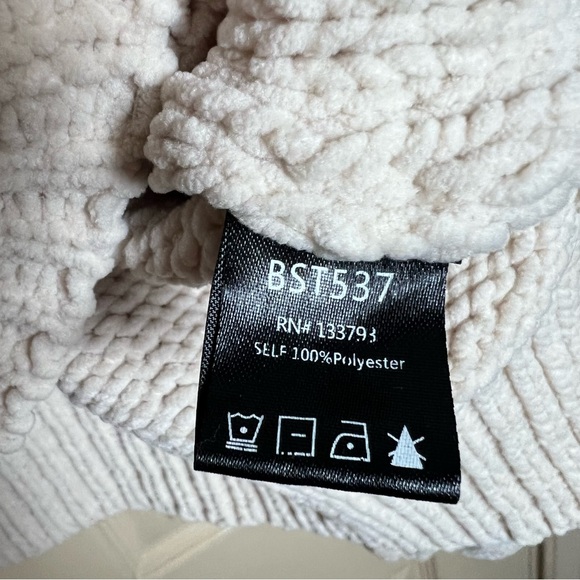 BST537
RN# 133793
SELF 100%Polyester